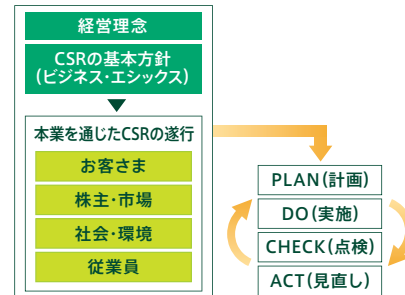 経営理念
CSRの基本方針
(ビジネス・エシックス)
本業を通じたCSRの遂行
お客さま
株主・市場
社会・環境
従業員
PLAN(計画)
DO(実施)
CHECK(点検)
ACT(見直し)